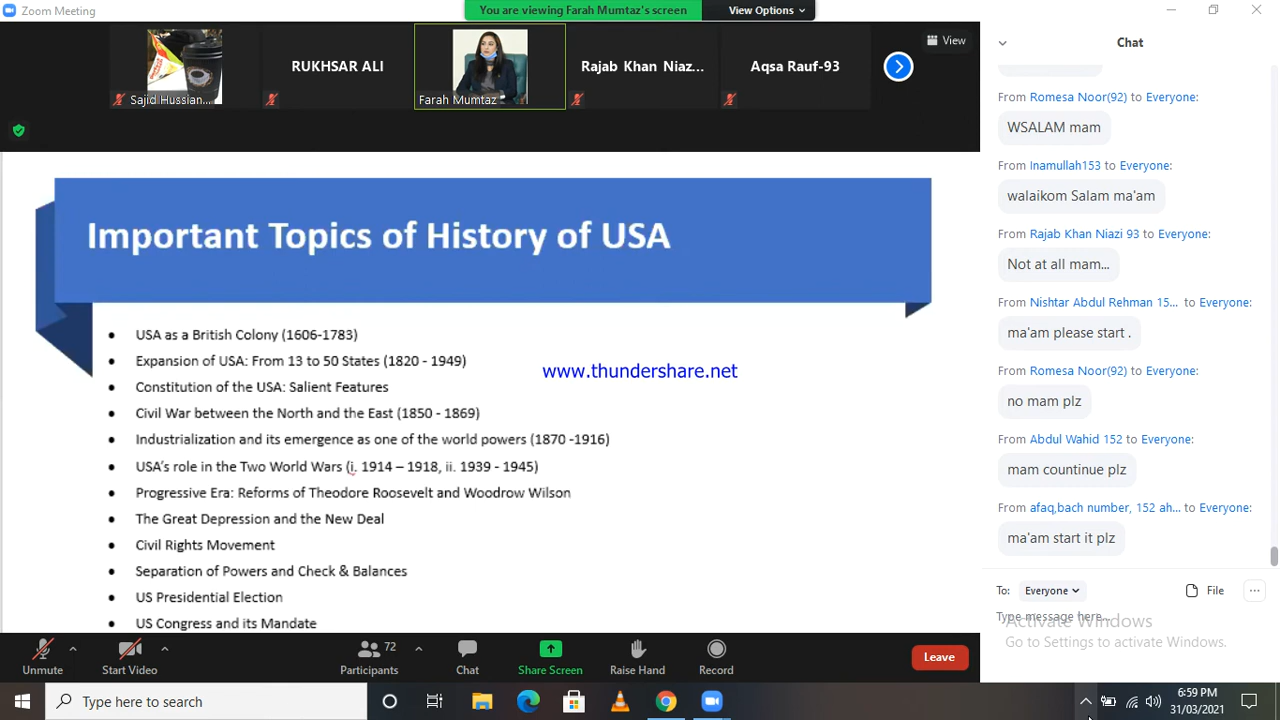 Zoom Meeting
You are viewing Farah Mumtaz's screen
View Options
Sajid Hussian...
RUKHSAR ALI
Farah Mumtaz
Rajab Khan Niaz...
Aqsa Rauf-93
View
Important Topics of History of USA
• USA as a British Colony (1606-1783)
• Expansion of USA: From 13 to 50 States (1820 - 1949)
• Constitution of the USA: Salient Features
• Civil War between the North and the East (1850 - 1869)
• Industrialization and its emergence as one of the world powers (1870 -1916)
• USA's role in the Two World Wars (i. 1914 – 1918, ii. 1939 - 1945)
• Progressive Era: Reforms of Theodore Roosevelt and Woodrow Wilson
• The Great Depression and the New Deal
• Civil Rights Movement
• Separation of Powers and Check & Balances
• US Presidential Election
• US Congress and its Mandate
www.thundershare.net
Chat
From Romesa Noor(92) to Everyone:
WSALAM mam
From Inamullah153 to Everyone:
walaikom Salam ma'am
From Rajab Khan Niazi 93 to Everyone:
Not at all mam...
From Nishtar Abdul Rehman 15... to Everyone:
ma'am please start .
From Romesa Noor(92) to Everyone:
no mam plz
From Abdul Wahid 152 to Everyone:
mam countinue plz
From afaq,bach number, 152 ah... to Everyone:
ma'am start it plz
To: Everyone
File
Type message here...
Activate Windows
Go to Settings to activate Windows.
Unmute
Start Video
72
Participants
Chat
Share Screen
Raise Hand
Record
Leave
Type here to search
6:59 PM
31/03/2021